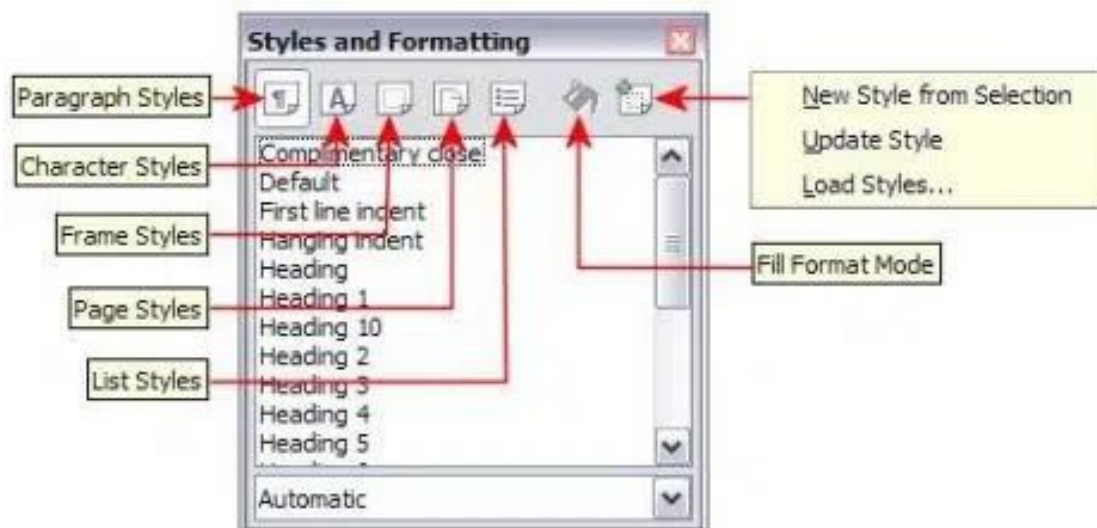 Styles and Formatting
Paragraph Styles
Character Styles
Frame Styles
Page Styles
List Styles
Complimentary close
Default
First line indent
Hanging indent
Heading
Heading 1
Heading 10
Heading 2
Heading 3
Heading 4
Heading 5
Automatic
New Style from Selection
Update Style
Load Styles...
Fill Format Mode